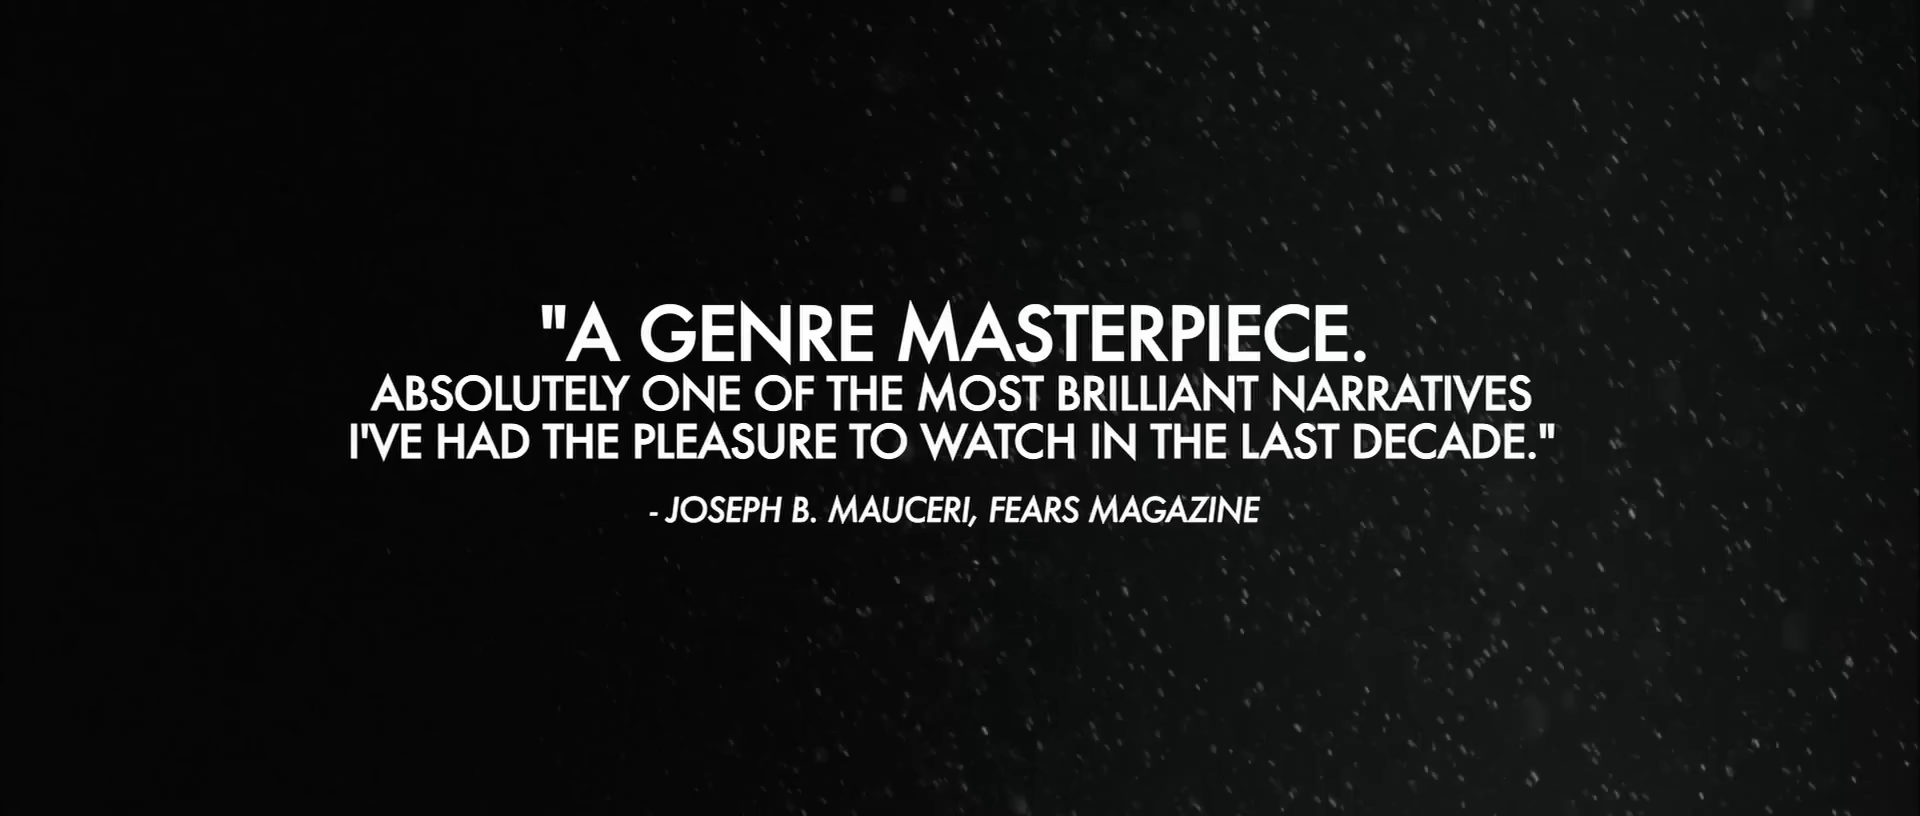 "A GENRE MASTERPIECE.
ABSOLUTELY ONE OF THE MOST BRILLIANT NARRATIVES
I'VE HAD THE PLEASURE TO WATCH IN THE LAST DECADE."
- JOSEPH B. MAUCERI, FEARS MAGAZINE